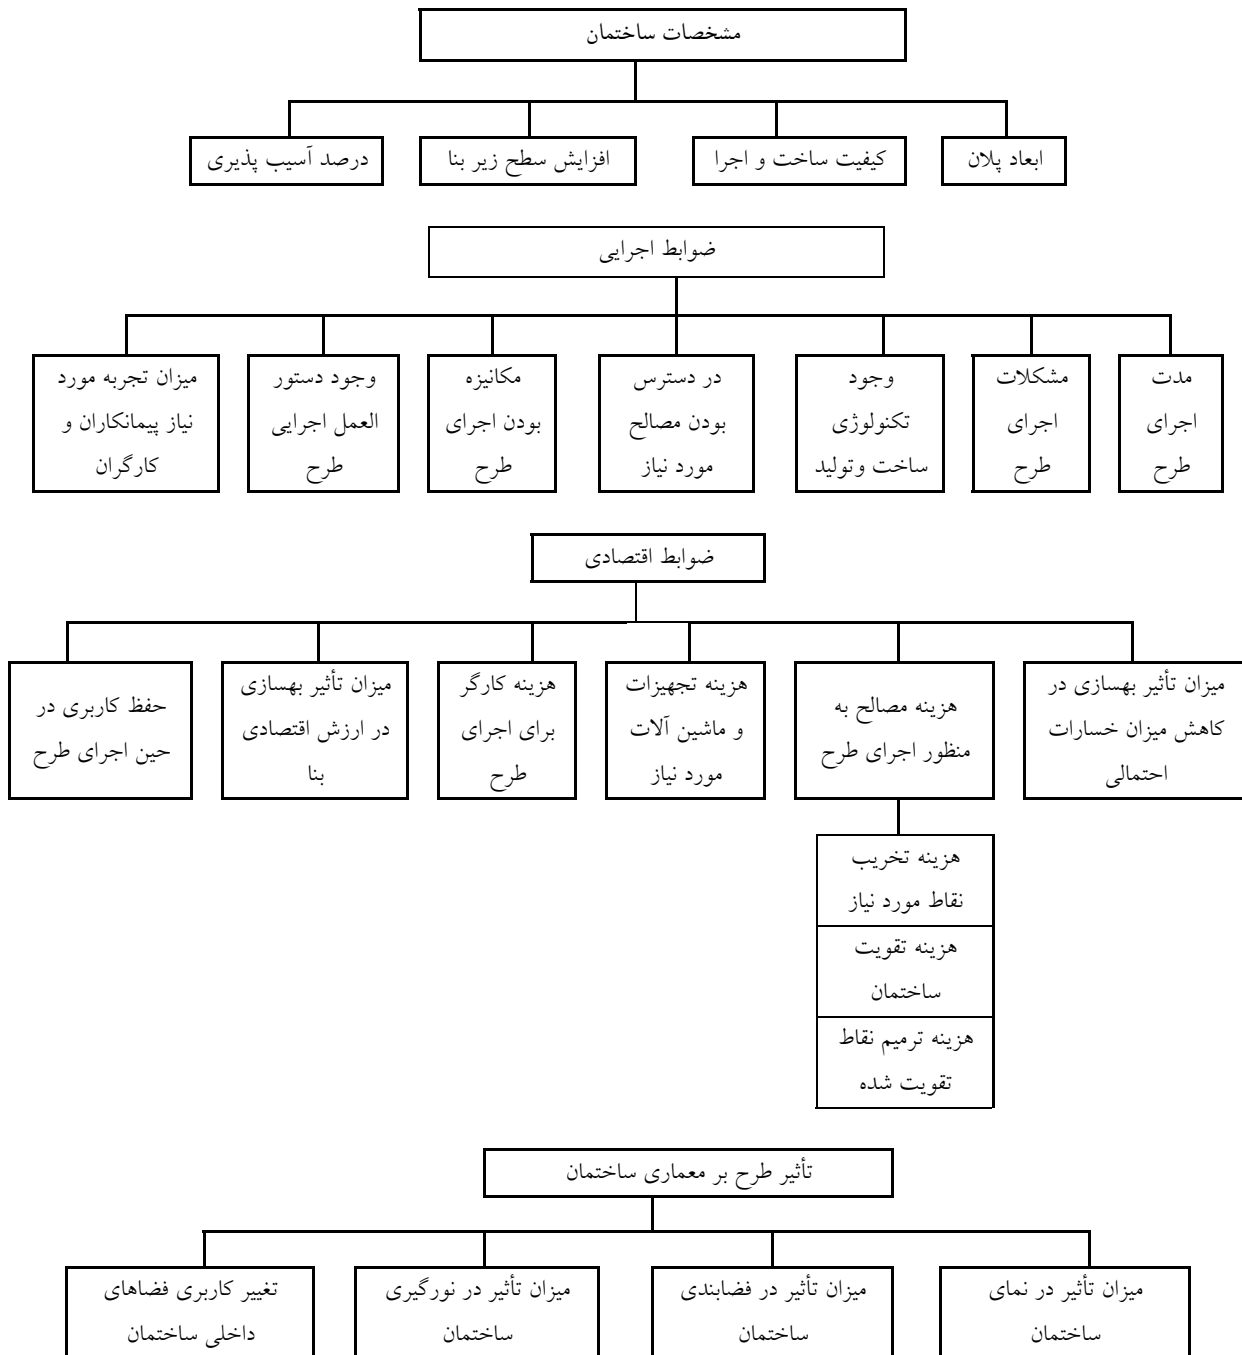 مشخصات ساختمان
ابعاد پلان
کیفیت ساخت و اجرا
افزایش سطح زیر بنا
درصد آسیب پذیری
ضوابط اجرایی
مدت
اجرای
طرح
مشکلات
اجرای
طرح
وجود
تکنولوژی
ساخت وتولید
در دسترس
بودن مصالح
مورد نیاز
مکانیزه
بودن اجرای
طرح
وجود دستور
العمل اجرایی
طرح
میزان تجربه مورد
نیاز پیمانکاران و
کارگران
ضوابط اقتصادی
میزان تأثیر بهسازی در
کاهش میزان خسارات
احتمالی
هزینه مصالح به
منظور اجرای طرح
هزینه تجهیزات
و ماشین آلات
مورد نیاز
هزینه کارگر
برای اجرای
طرح
میزان تأثیر بهسازی
در ارزش اقتصادی
بنا
حفظ کاربری در
حین اجرای طرح
هزینه تخریب
نقاط مورد نیاز
هزینه تقویت
ساختمان
هزینه ترمیم نقاط
تقویت شده
تأثیر طرح بر معماری ساختمان
میزان تأثیر در نمای
ساختمان
میزان تأثیر در فضابندی
ساختمان
میزان تأثیر در نورگیری
ساختمان
تغییر کاربری فضاهای
داخلی ساختمان